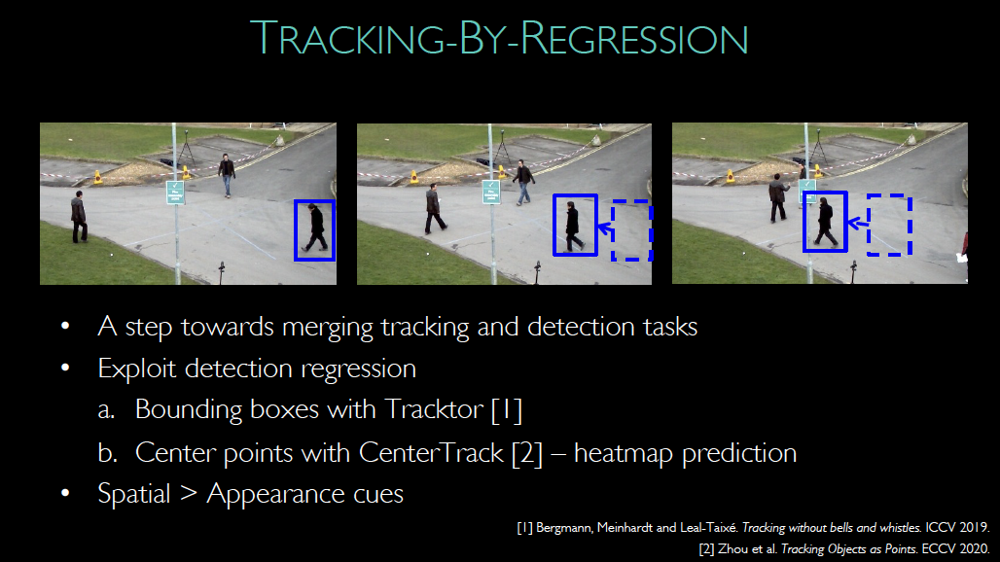 TRACKING-BY-REGRESSION
• A step towards merging tracking and detection tasks
• Exploit detection regression
a. Bounding boxes with Tracktor [1]
b. Center points with CenterTrack [2] – heatmap prediction
• Spatial > Appearance cues
[1] Bergmann, Meinhardt and Leal-Taixé. Tracking without bells and whistles. ICCV 2019.
[2] Zhou et al. Tracking Objects as Points. ECCV 2020.